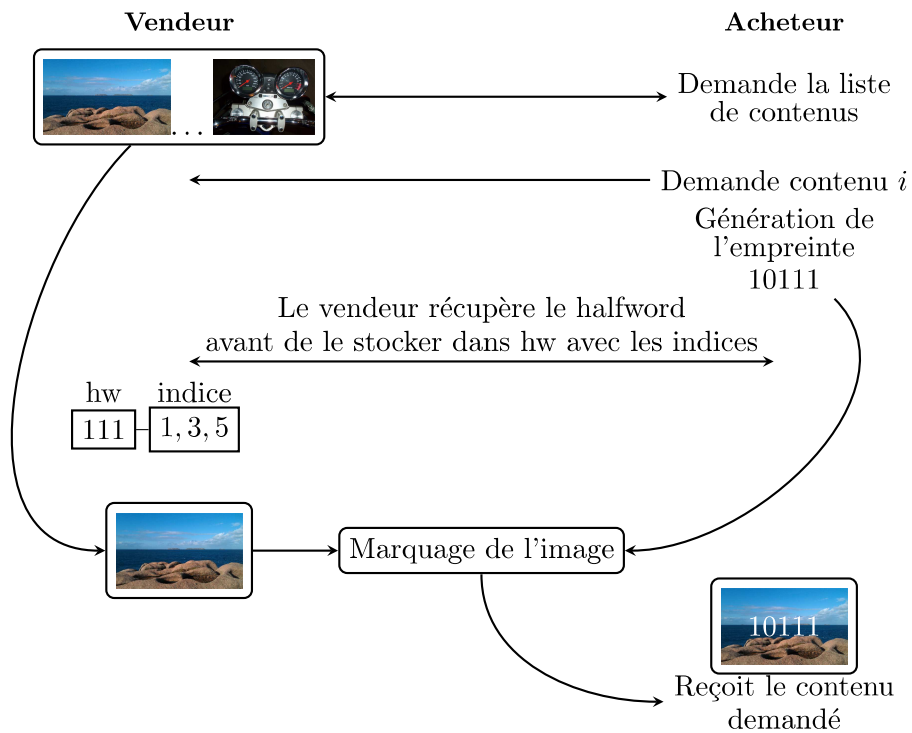 Vendeur
Acheteur
. . .
Demande la liste
de contenus
Demande contenu i
Génération de
l'empreinte
10111
Le vendeur récupère le halfword
avant de le stocker dans hw avec les indices
hw
indice
111
1, 3, 5
Marquage de l'image
10111
Reçoit le contenu
demandé